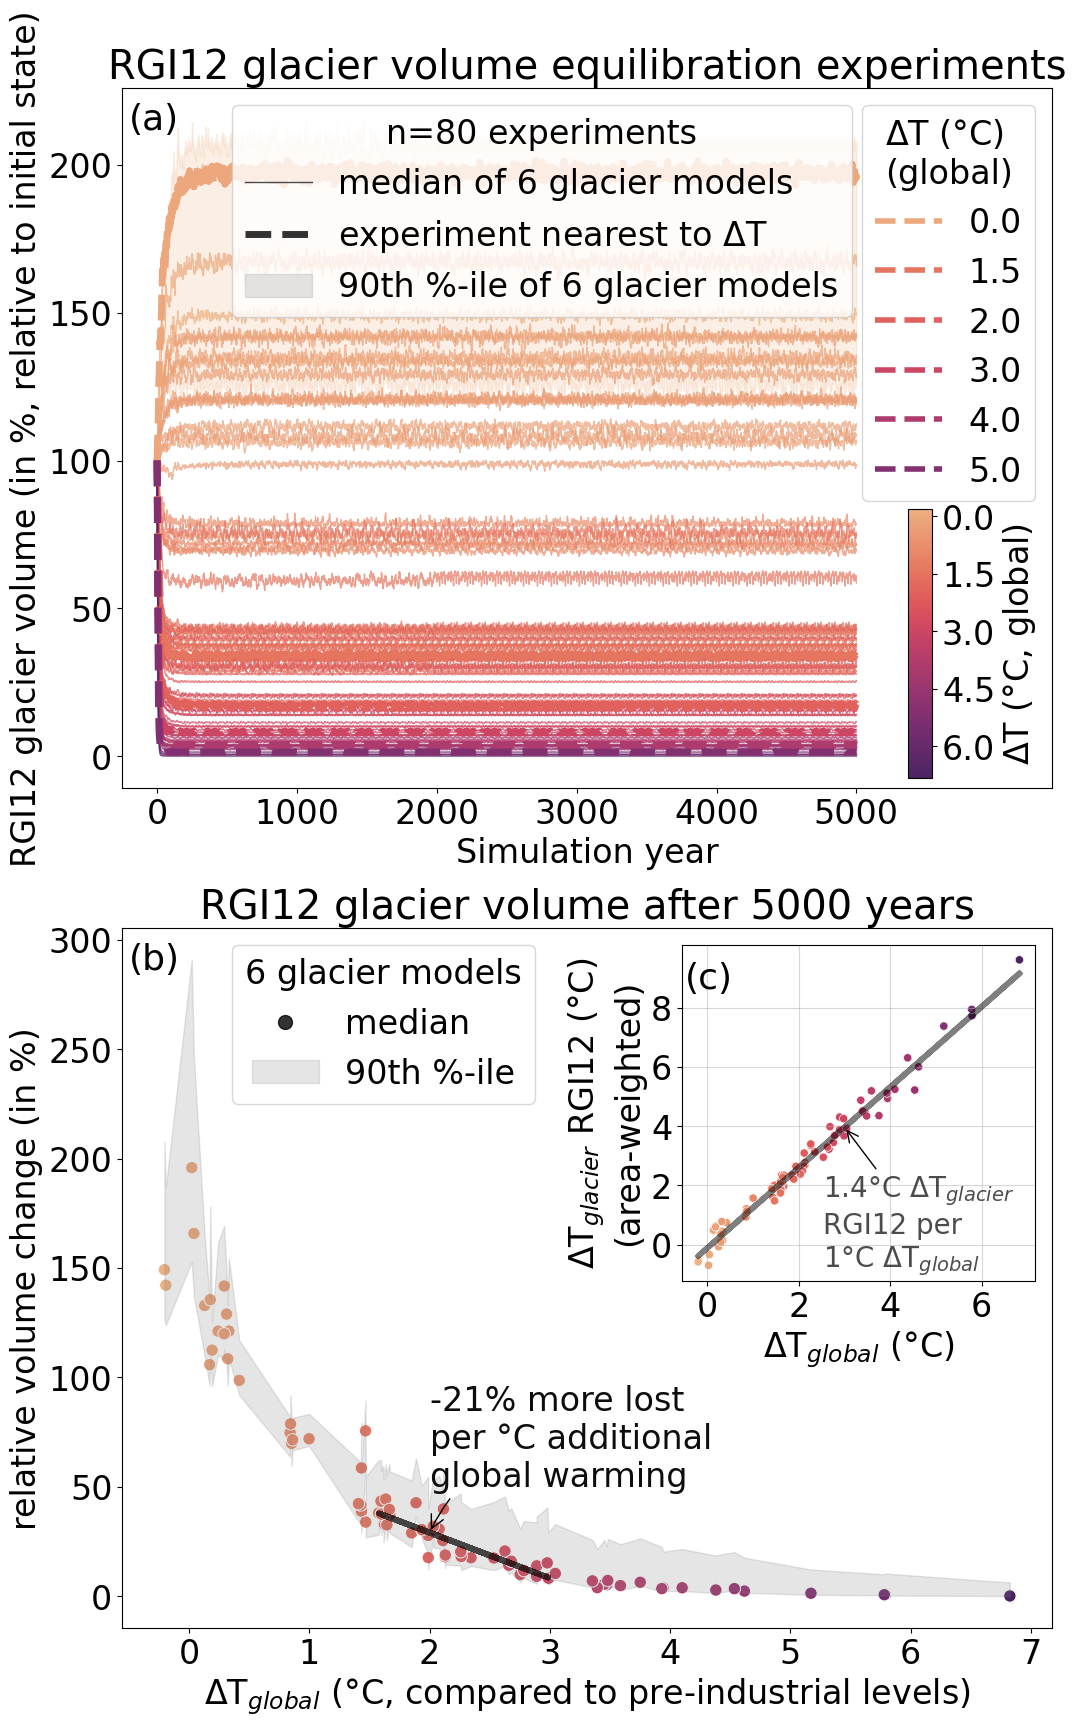 RGI12 glacier volume equilibration experiments
(a)
RGI12 glacier volume (in %, relative to initial state)
200
150
100
50
0
n=80 experiments
median of 6 glacier models
experiment nearest to ΔT
90th %-ile of 6 glacier models
ΔT (°C)
(global)
0.0
1.5
2.0
3.0
4.0
5.0
0.0
1.5
3.0
4.5
6.0
ΔT (°C, global)
0 1000 2000 3000 4000 5000
Simulation year
RGI12 glacier volume after 5000 years
(b)
relative volume change (in %)
300
250
200
150
100
50
0
6 glacier models
median
90th %-ile
-21% more lost
per °C additional
global warming
(c)
ΔTglacier RGI12 (°C)
(area-weighted)
8
6
4
2
0
1.4°C ΔTglacier
RGI12 per
1°C ΔTglobal
0 2 4 6
ΔTglobal (°C)
0 1 2 3 4 5 6 7
ΔTglobal (°C, compared to pre-industrial levels)